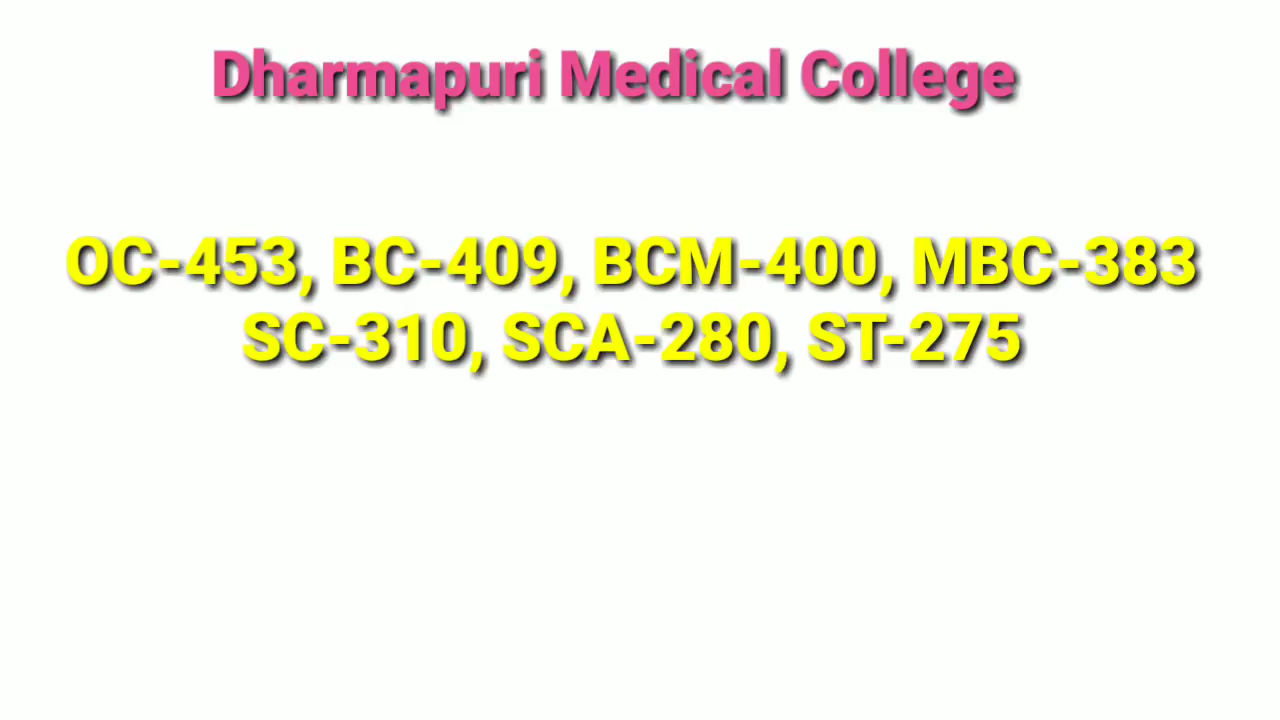 Dharmapuri Medical College
OC-453, BC-409, BCM-400, MBC-383
SC-310, SCA-280, ST-275